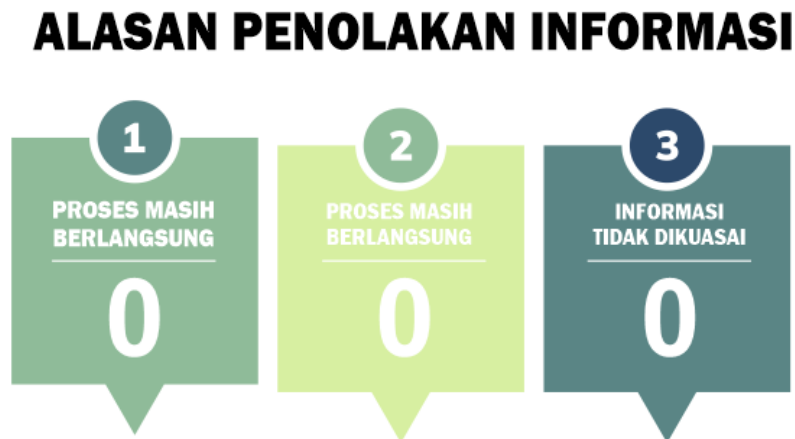 ALASAN PENOLAKAN INFORMASI
1
PROSES MASIH
BERLANGSUNG
0
2
PROSES MASIH
BERLANGSUNG
0
3
INFORMASI
TIDAK DIKUASAI
0